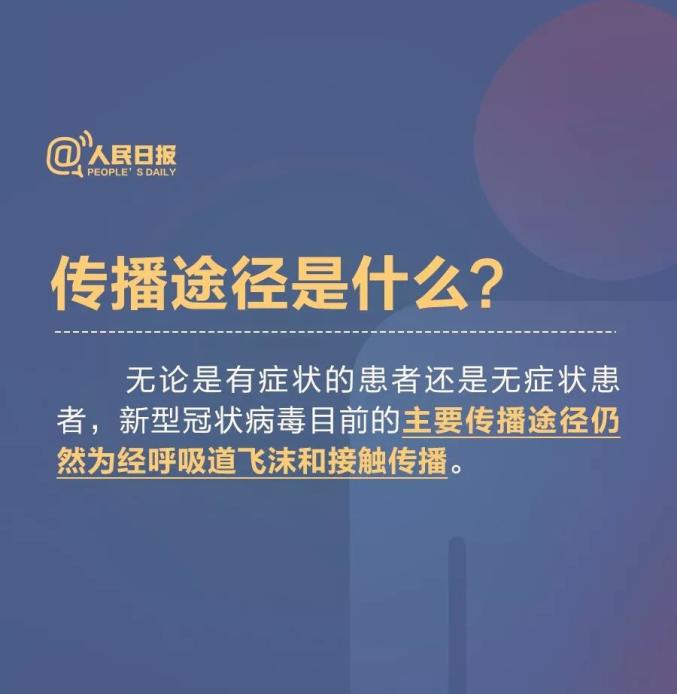 @人民日报
PEOPLE'S DAILY
传播途径是什么？
无论是有症状的患者还是无症状患
者，新型冠状病毒目前的主要传播途径仍
然为经呼吸道飞沫和接触传播。